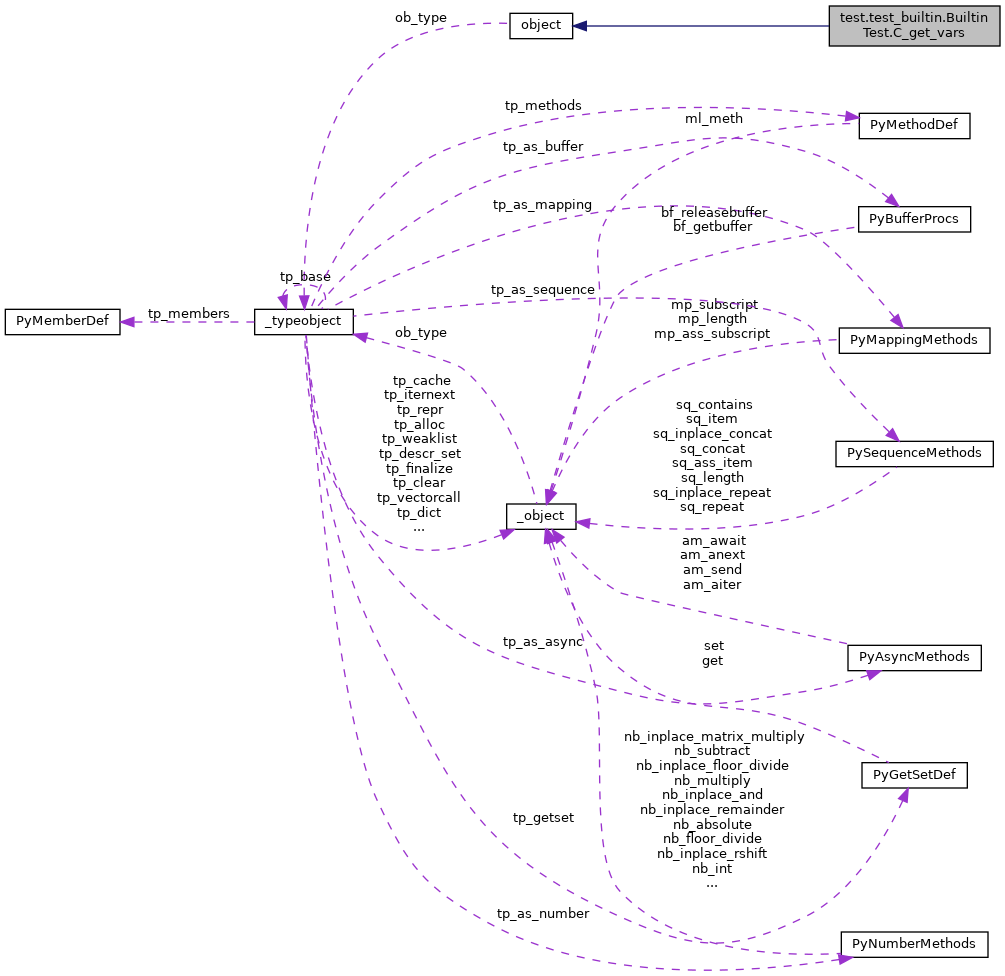 ob_type
object
test.test_builtin.Builtin
Test.C_get_vars
tp_methods
ml_meth
PyMethodDef
tp_as_buffer
tp_as_mapping
bf_releasebuffer
bf_getbuffer
PyBufferProcs
tp_base
tp_as_sequence
mp_subscript
mp_length
mp_ass_subscript
PyMemberDef
tp_members
_typeobject
ob_type
PyMappingMethods
tp_cache
tp_iternext
tp_repr
tp_alloc
tp_weaklist
tp_descr_set
tp_finalize
tp_clear
tp_vectorcall
tp_dict
...
sq_contains
sq_item
sq_inplace_concat
sq_concat
sq_ass_item
sq_length
sq_inplace_repeat
sq_repeat
PySequenceMethods
_object
am_await
am_anext
am_send
am_aiter
tp_as_async
set
get
PyAsyncMethods
nb_inplace_matrix_multiply
nb_subtract
nb_inplace_floor_divide
nb_multiply
nb_inplace_and
nb_inplace_remainder
nb_absolute
nb_floor_divide
nb_inplace_rshift
nb_int
...
PyGetSetDef
tp_getset
tp_as_number
PyNumberMethods